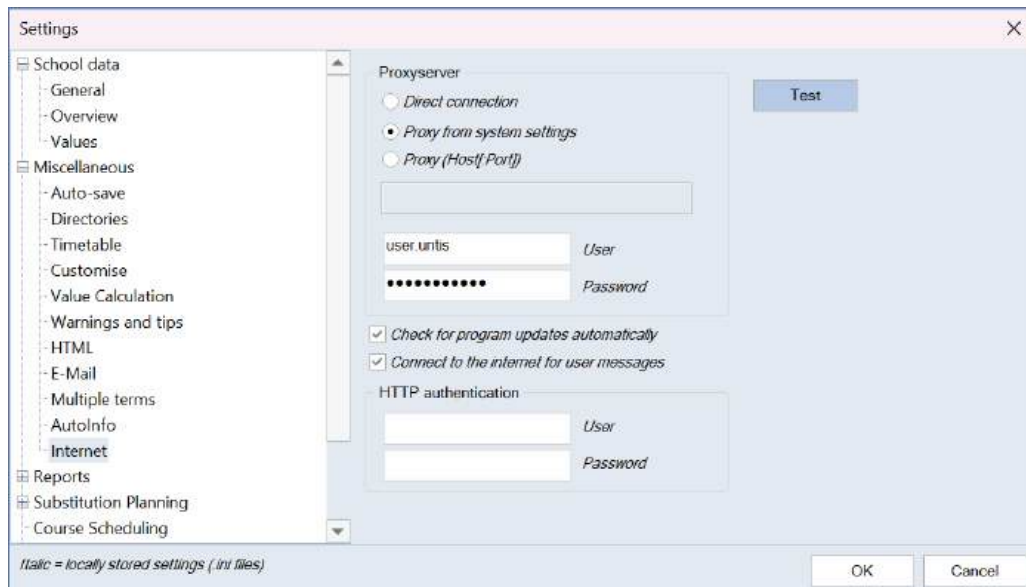 Settings
School data
General
Overview
Values
Miscellaneous
Auto-save
Directories
Timetable
Customise
Value Calculation
Warnings and tips
HTML
E-Mail
Multiple terms
AutoInfo
Internet
Reports
Substitution Planning
Course Scheduling
Proxyserver
Direct connection
Proxy from system settings
Proxy (Host[:Port])
user.untis
User
•••••••••••
Password
Check for program updates automatically
Connect to the internet for user messages
HTTP authentication
User
Password
Test
Italic = locally stored settings (.ini files)
OK
Cancel